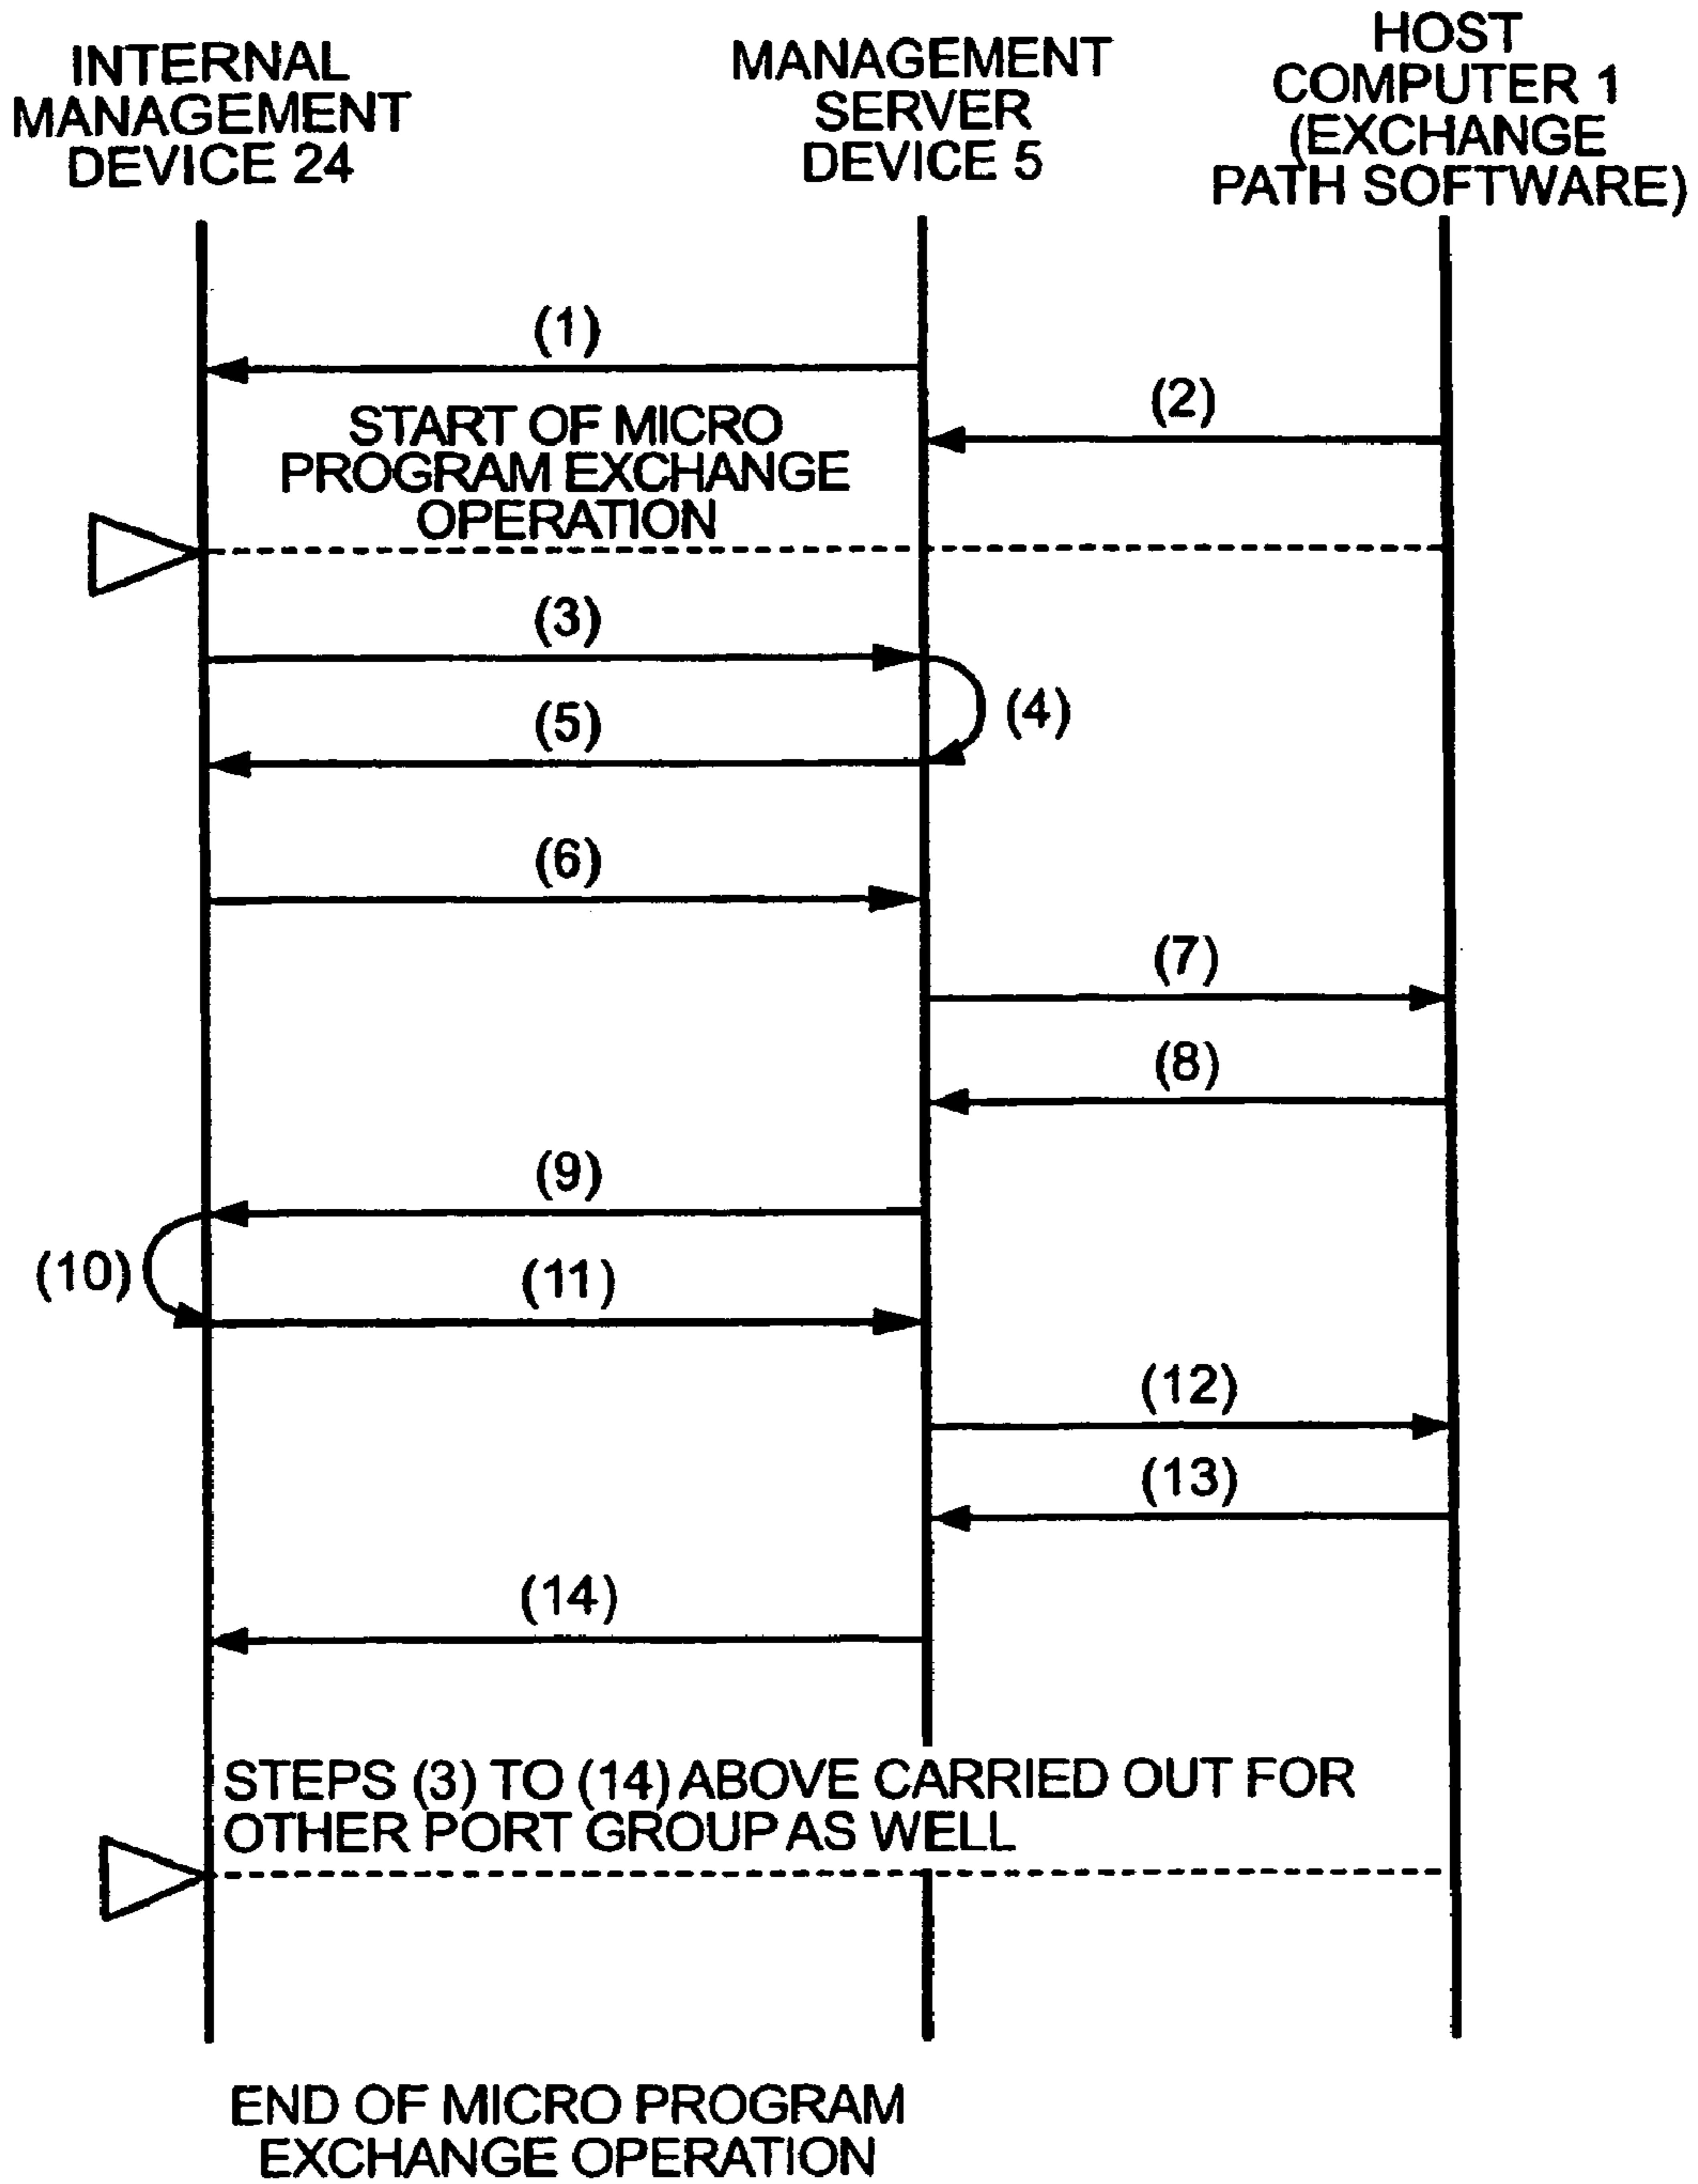 INTERNAL
MANAGEMENT
DEVICE 24
MANAGEMENT
SERVER
DEVICE 5
HOST
COMPUTER 1
(EXCHANGE
PATH SOFTWARE)
(1)
(2)
START OF MICRO
PROGRAM EXCHANGE
OPERATION
(3)
(4)
(5)
(6)
(7)
(8)
(9)
(10)
(11)
(12)
(13)
(14)
STEPS (3) TO (14) ABOVE CARRIED OUT FOR
OTHER PORT GROUP AS WELL
END OF MICRO PROGRAM
EXCHANGE OPERATION